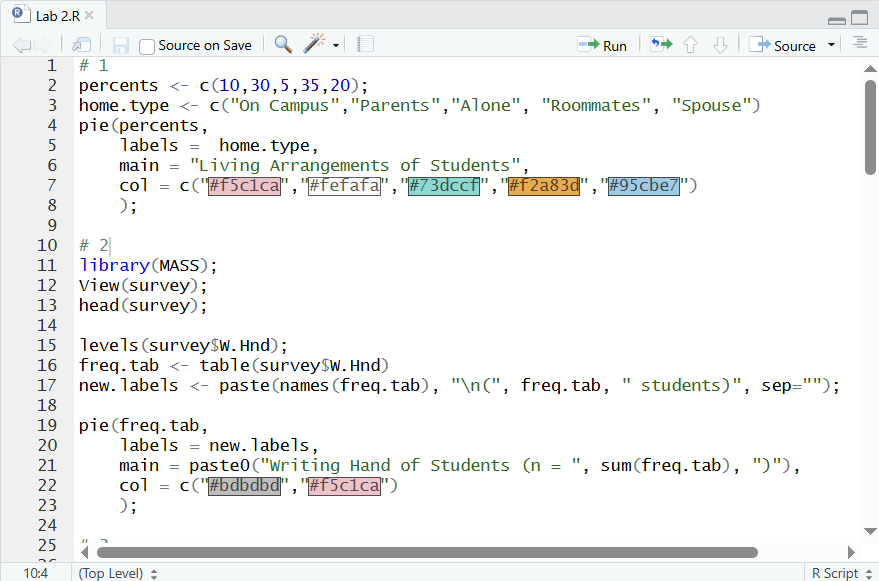 Lab 2.R
Source on Save
Run
Source
1 # 1
2 percents <- c(10,30,5,35,20);
3 home.type <- c("On Campus","Parents","Alone", "Roommates", "Spouse")
4 pie(percents,
5     labels =  home.type,
6     main = "Living Arrangements of Students",
7     col = c("#f5c1ca","#fefafa","#73dccf","#f2a83d","#95cbe7")
8     );
9
10 # 2
11 library(MASS);
12 View(survey);
13 head(survey);
14
15 levels(survey$W.Hnd);
16 freq.tab <- table(survey$W.Hnd)
17 new.labels <- paste(names(freq.tab), "\n(", freq.tab, " students)", sep="");
18
19 pie(freq.tab,
20     labels = new.labels,
21     main = paste0("Writing Hand of Students (n = ", sum(freq.tab), ")"),
22     col = c("#bdbdbd","#f5c1ca")
23     );
24
25
10:4 (Top Level) R Script